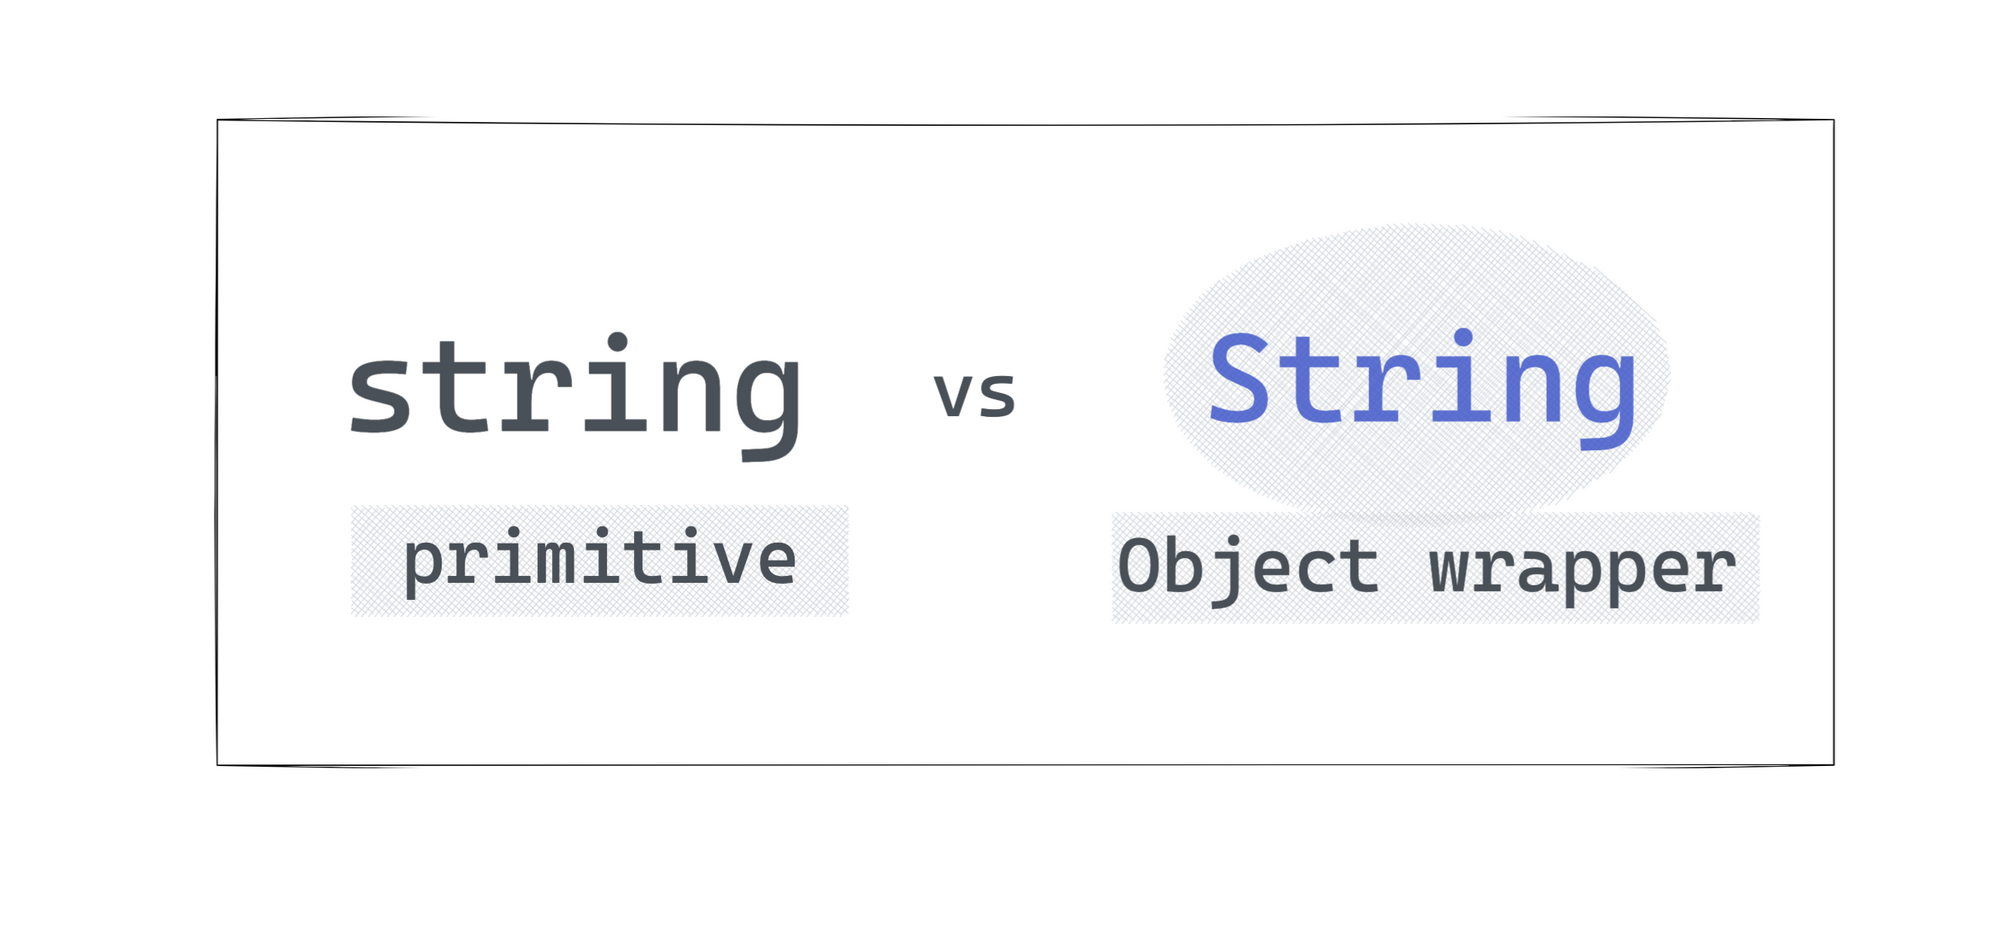 string vs String
primitive
Object wrapper